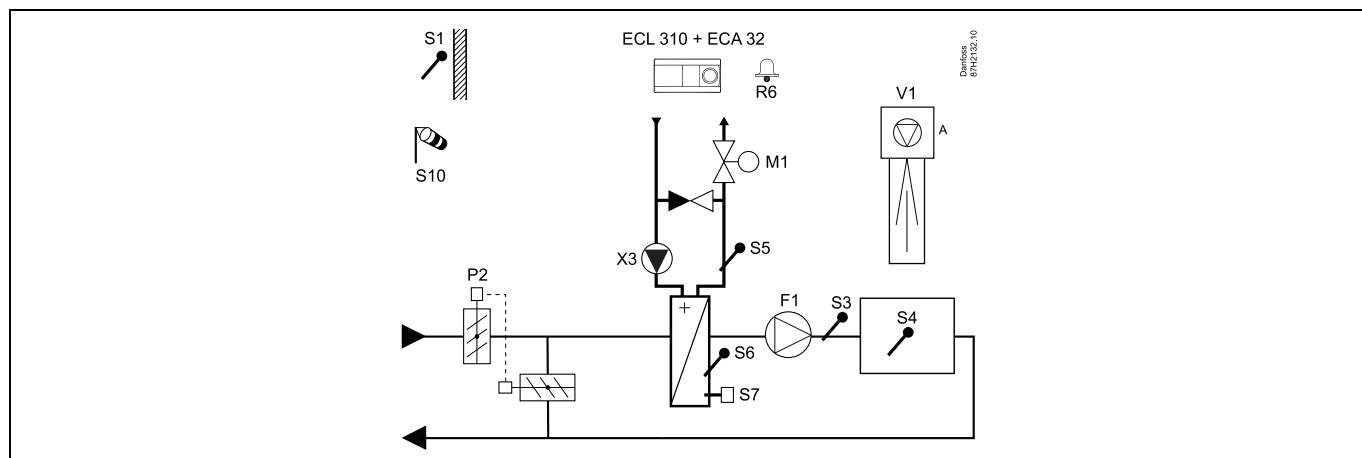 S1
ECL 310 + ECA 32
Danfoss
87H2132.10
R6
V1
A
S10
M1
X3
S5
P2
F1
S3
S4
+
S6
S7